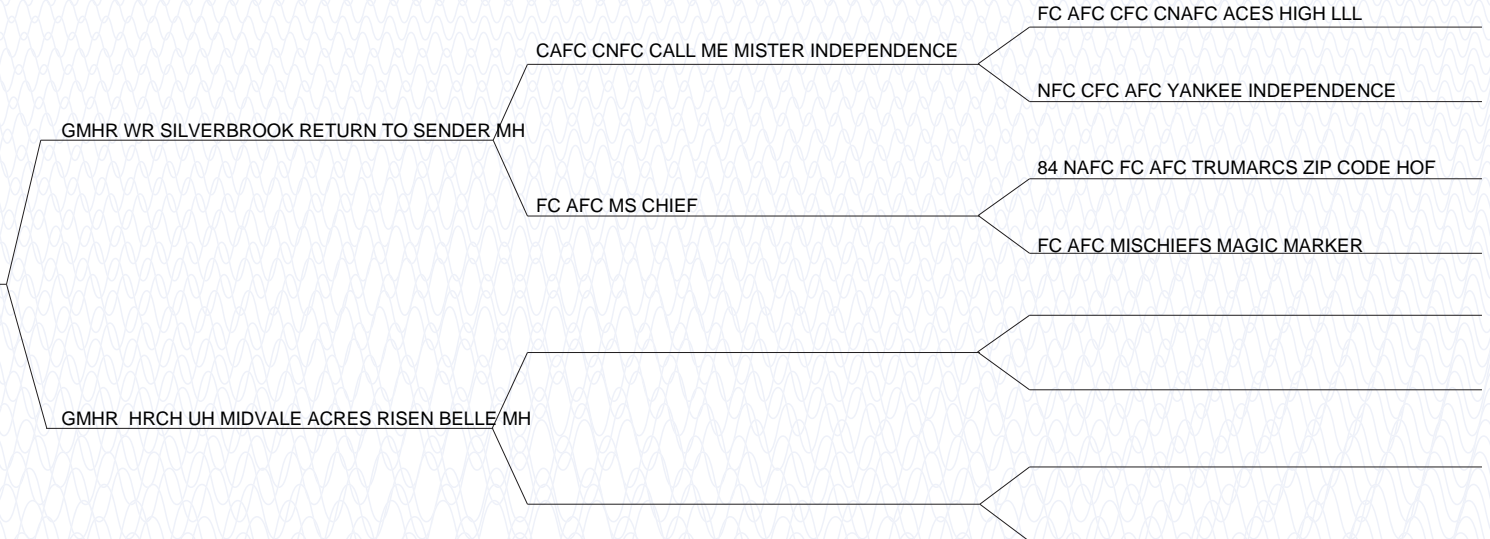 FC AFC CFC CNAFC ACES HIGH LLL
CAFC CNFC CALL ME MISTER INDEPENDENCE
NFC CFC AFC YANKEE INDEPENDENCE
GMHR WR SILVERBROOK RETURN TO SENDER MH
84 NAFC FC AFC TRUMARCS ZIP CODE HOF
FC AFC MS CHIEF
FC AFC MISCHIEFS MAGIC MARKER
GMHR  HRCH UH MIDVALE ACRES RISEN BELLE MH